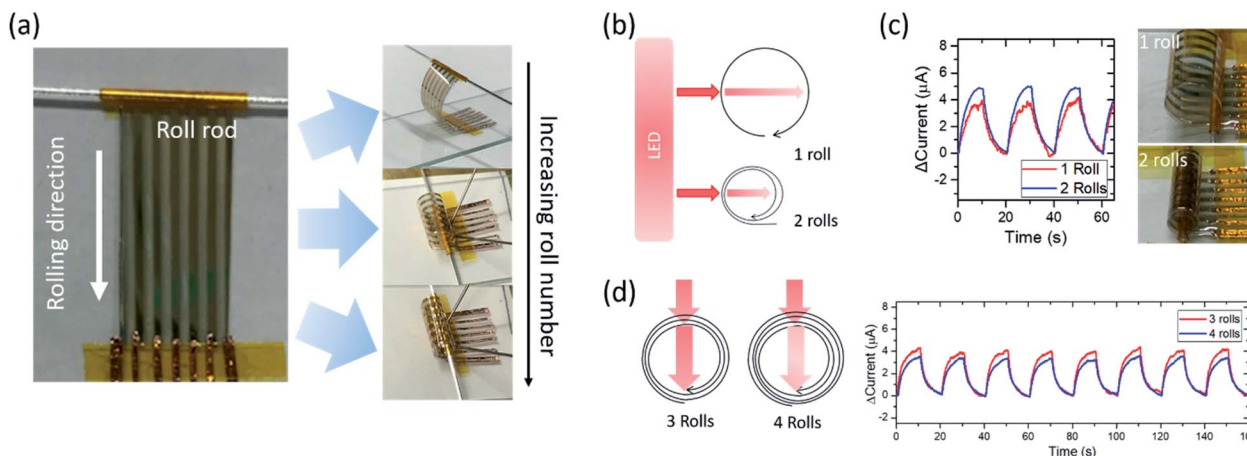 (a)
Roll rod
Rolling direction
Increasing roll number
(b)
LED
1 roll
2 rolls
(c)
8
6
4
2
0
-2
ΔCurrent (μA)
1 Roll
2 Rolls
0 20 40 60
Time (s)
1 roll
2 rolls
(d)
3 Rolls
4 Rolls
8
6
4
2
0
-2
ΔCurrent (μA)
3 rolls
4 rolls
0 20 40 60 80 100 120 140
Time (s)